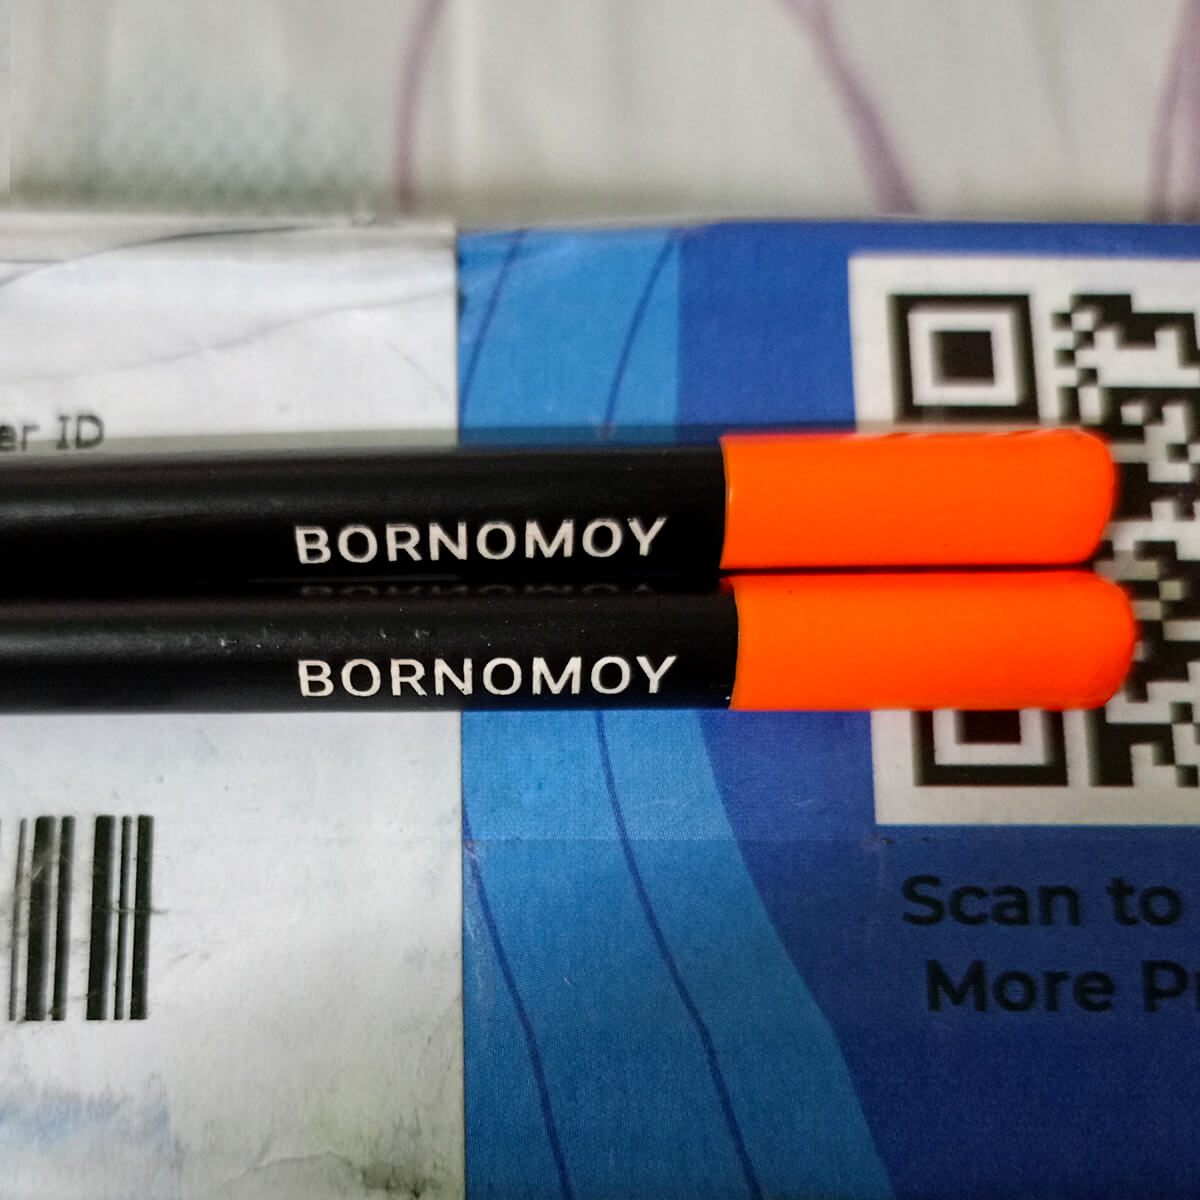 er ID
BORNOMOY
BORNOMOY
Scan to
More P